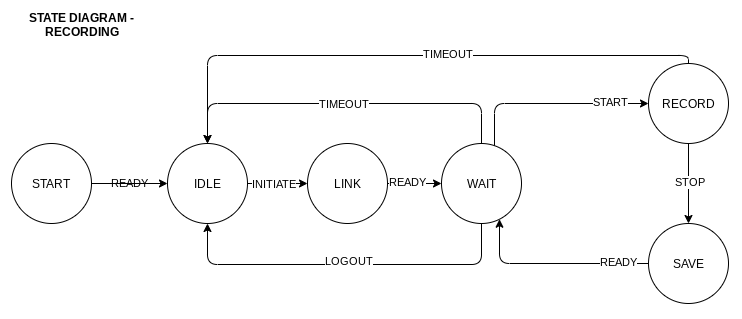 STATE DIAGRAM -
RECORDING
TIMEOUT
TIMEOUT
START
RECORD
START
READY
IDLE
INITIATE
LINK
READY
WAIT
STOP
LOGOUT
READY
SAVE